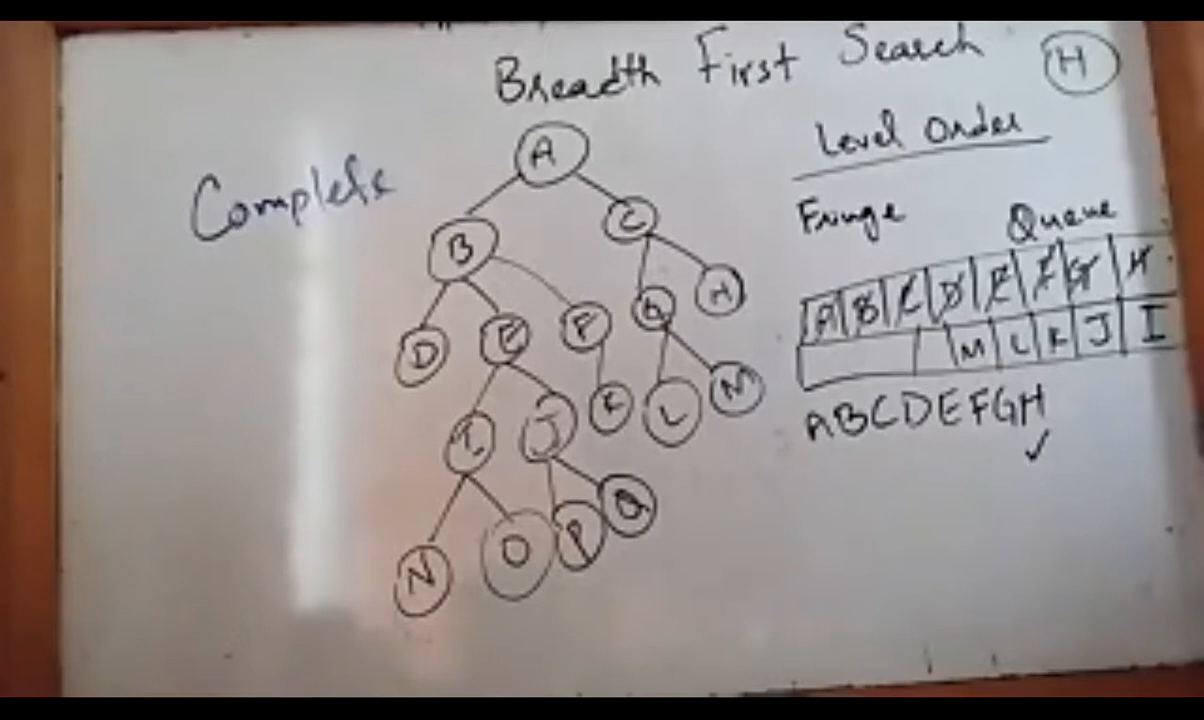 Breadth First Search H
Level Order
Complete
Fringe Queue
A
B C
D E F G H
I J K L
N O P Q
A B C D E F G H
M L K J I
ABCDEFGH ✓